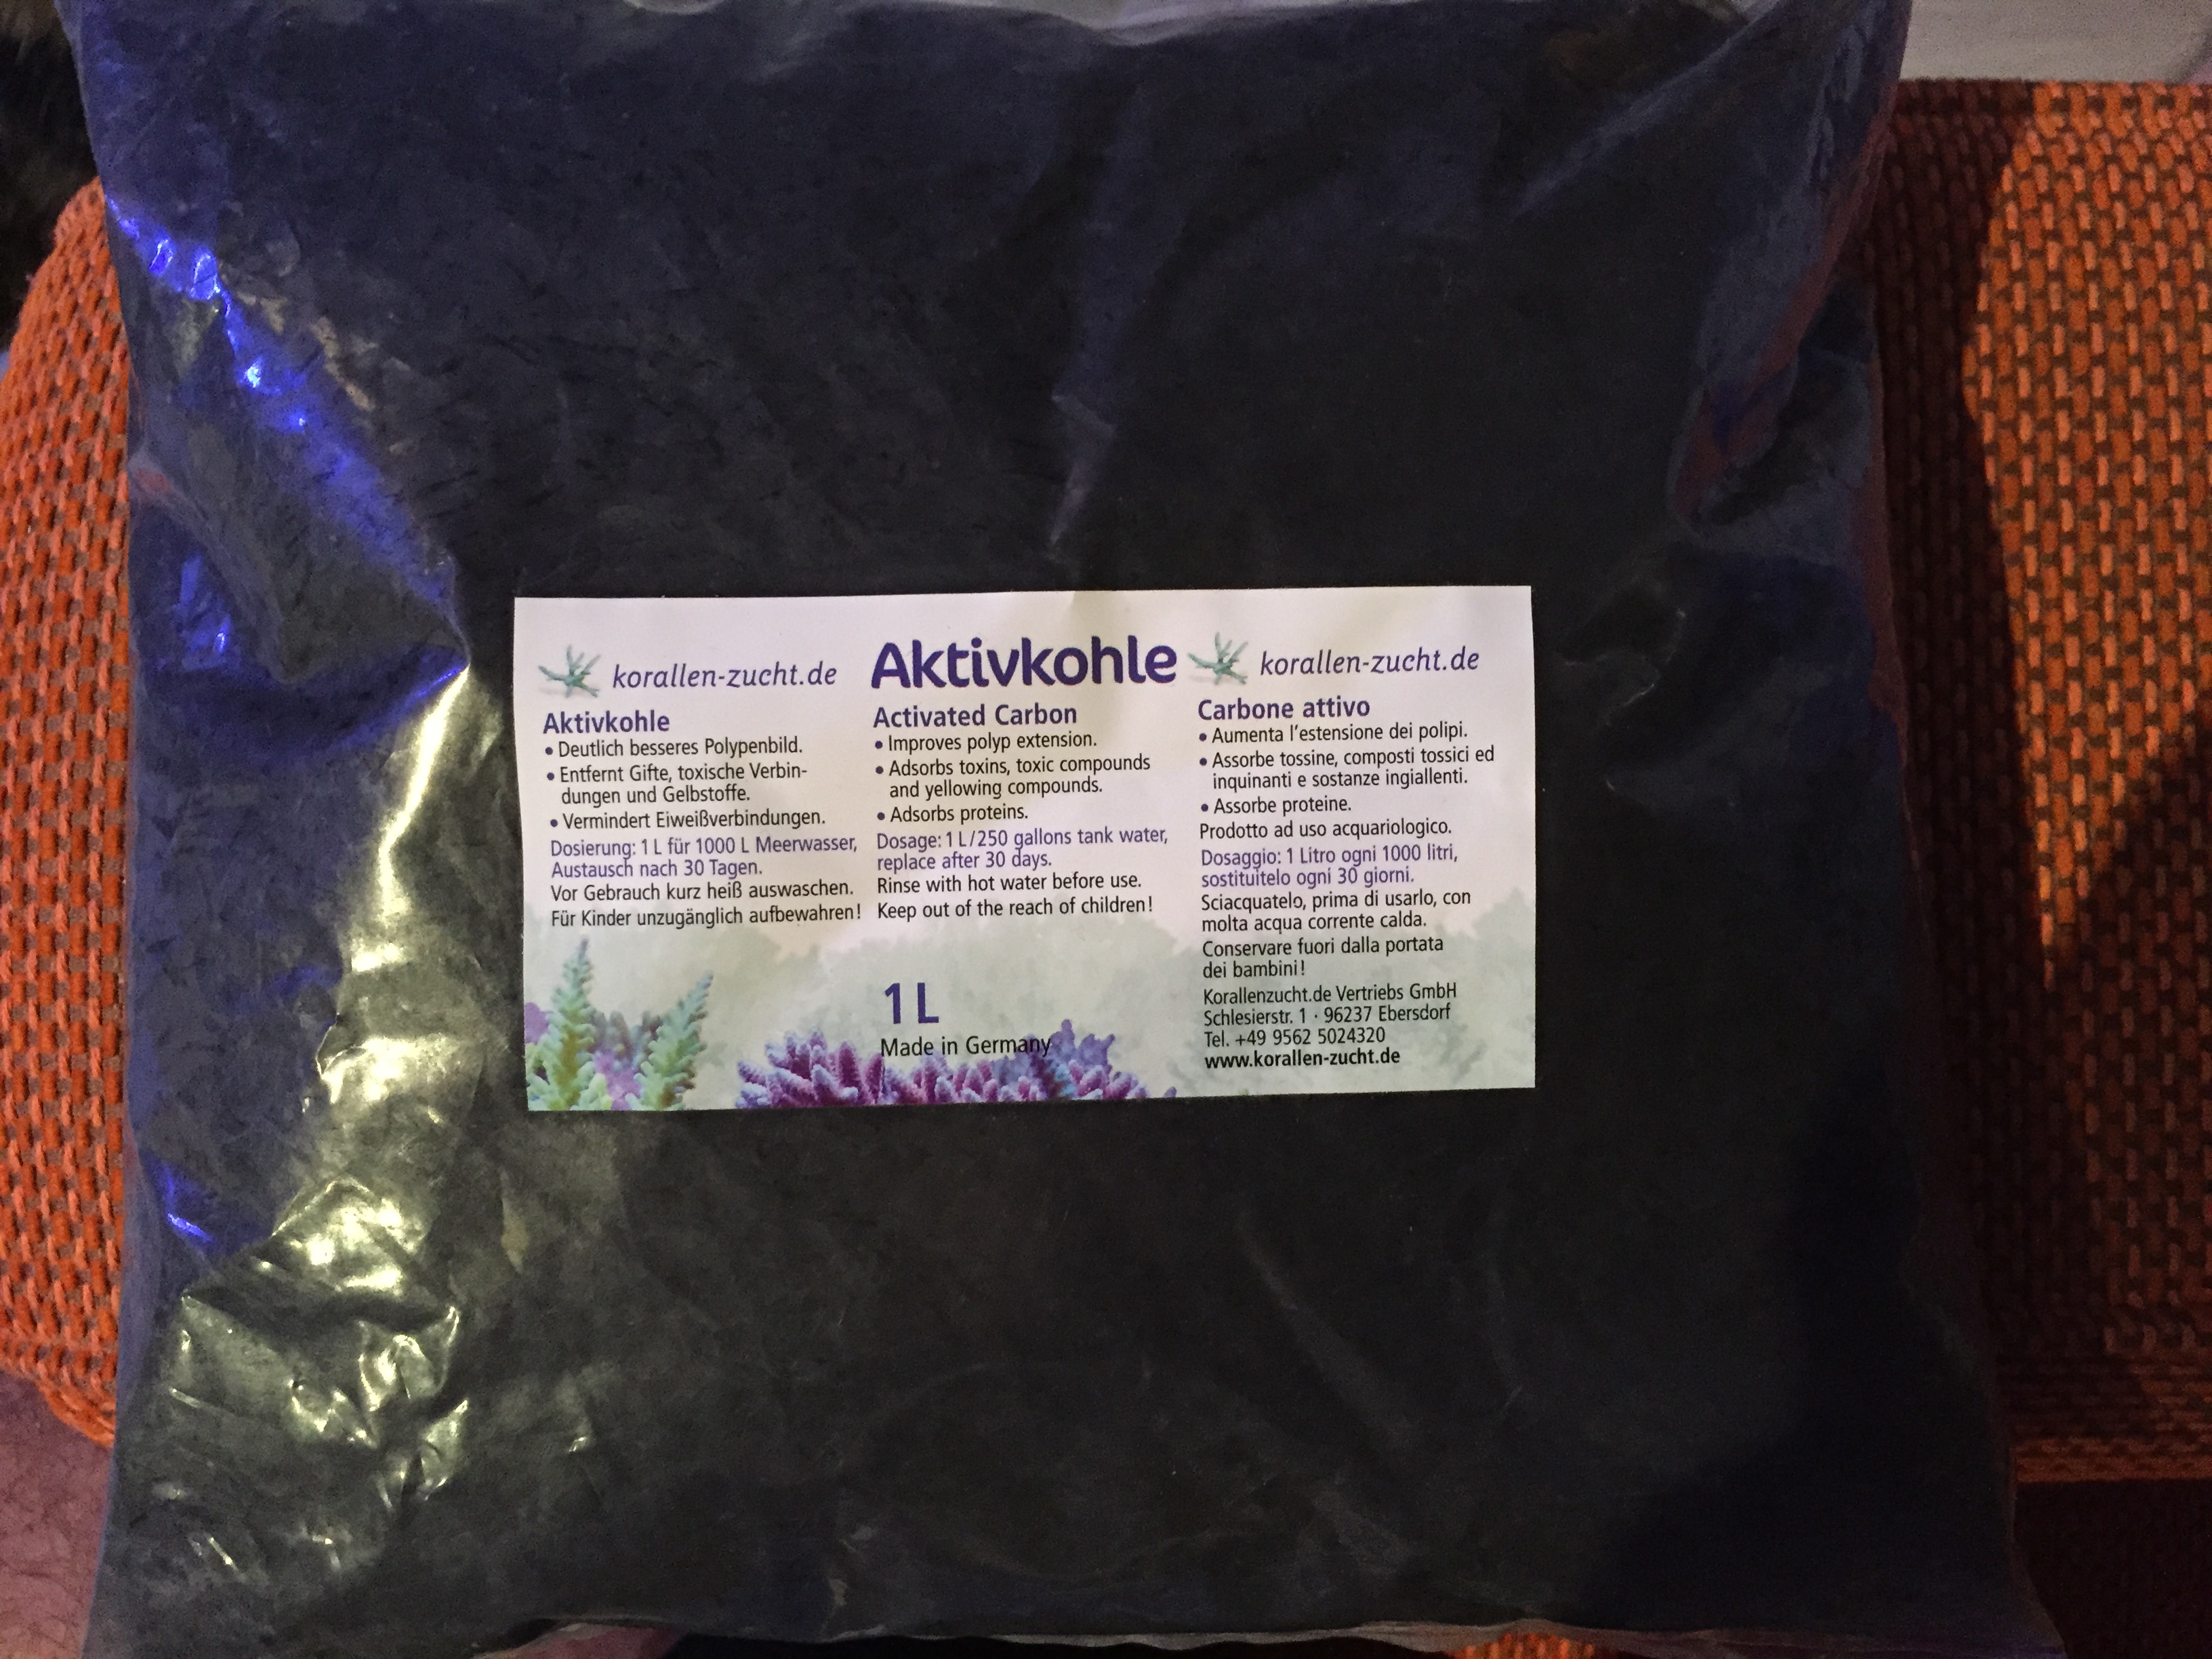 korallen-zucht.de
Aktivkohle
• Deutlich besseres Polypenbild.
• Entfernt Gifte, toxische Verbin-
dungen und Gelbstoffe.
• Vermindert Eiweißverbindungen.
Dosierung: 1 L für 1000 L Meerwasser,
Austausch nach 30 Tagen.
Vor Gebrauch kurz heiß auswaschen.
Für Kinder unzugänglich aufbewahren!
Aktivkohle
Activated Carbon
• Improves polyp extension.
• Adsorbs toxins, toxic compounds
and yellowing compounds.
• Adsorbs proteins.
Dosage: 1 L/250 gallons tank water,
replace after 30 days.
Rinse with hot water before use.
Keep out of the reach of children!
1 L
Made in Germany
korallen-zucht.de
Carbone attivo
• Aumenta l'estensione dei polipi.
• Assorbe tossine, composti tossici ed
inquinanti e sostanze ingiallenti.
• Assorbe proteine.
Prodotto ad uso acquariologico.
Dosaggio: 1 Litro ogni 1000 litri,
sostituitelo ogni 30 giorni.
Sciacquatelo, prima di usarlo, con
molta acqua corrente calda.
Conservare fuori dalla portata
dei bambini!
Korallenzucht.de Vertriebs GmbH
Schlesierstr. 1 · 96237 Ebersdorf
Tel. +49 9562 5024320
www.korallen-zucht.de